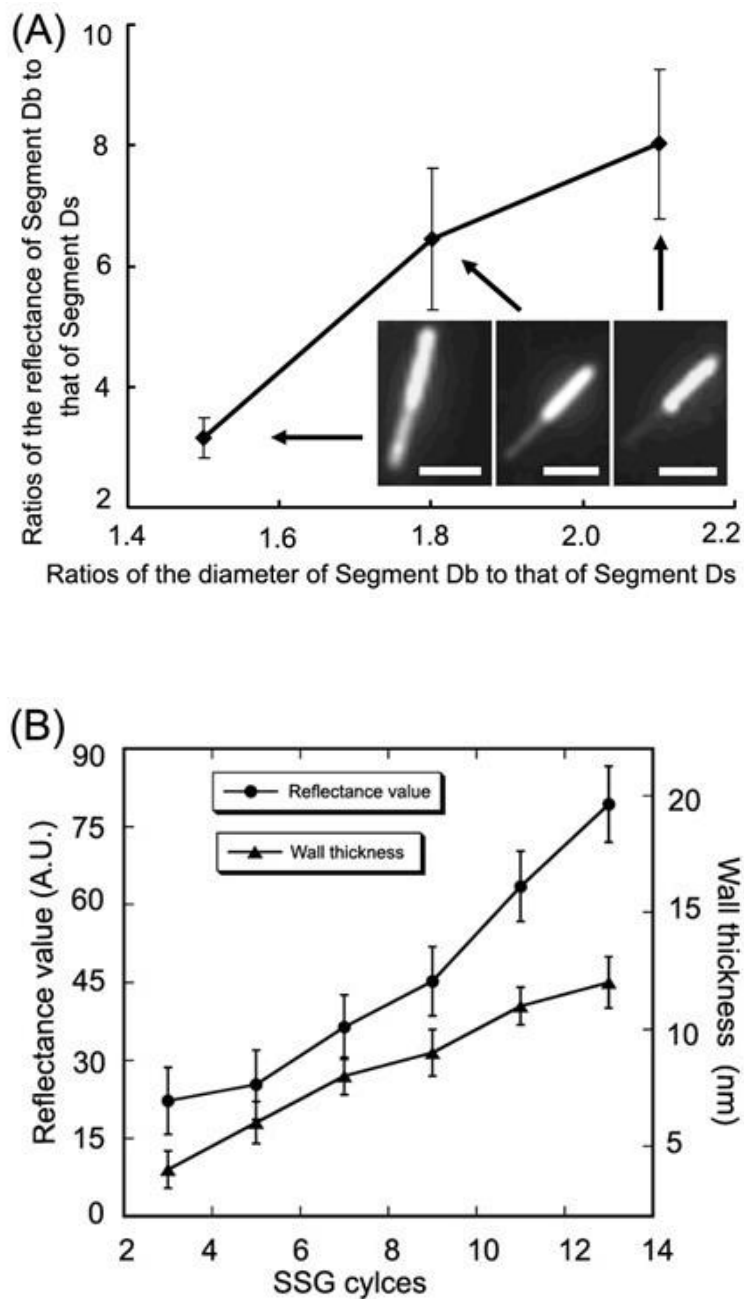 (A)
Ratios of the reflectance of Segment Db to
that of Segment Ds
10
8
6
4
2
1.4
1.6
1.8
2.0
2.2
Ratios of the diameter of Segment Db to that of Segment Ds
(B)
Reflectance value (A.U.)
90
75
60
45
30
15
0
Reflectance value
Wall thickness
20
15
10
5
Wall thickness (nm)
2
4
6
8
10
12
14
SSG cylces